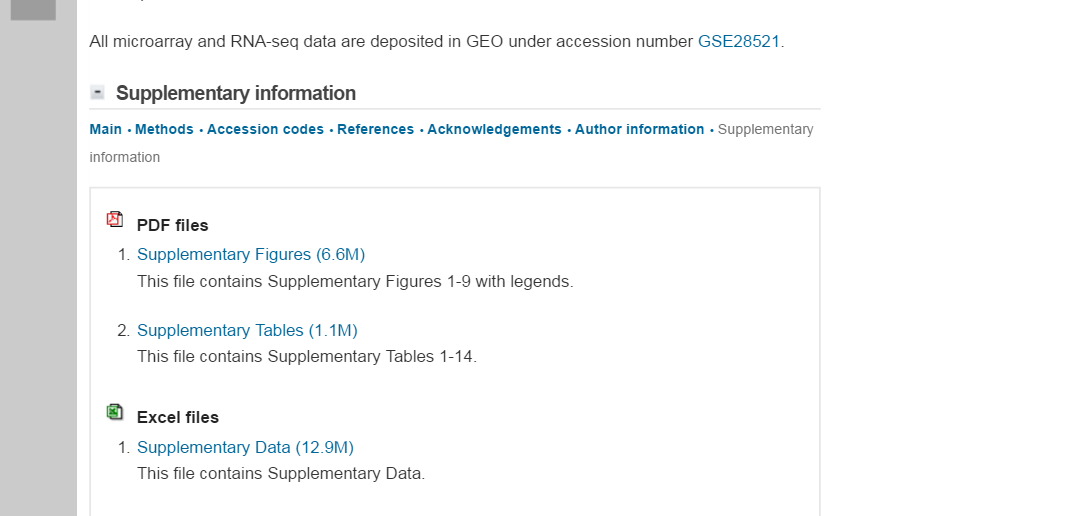 All microarray and RNA-seq data are deposited in GEO under accession number GSE28521.
Supplementary information
Main • Methods • Accession codes • References • Acknowledgements • Author information • Supplementary
information
PDF files
1. Supplementary Figures (6.6M)
This file contains Supplementary Figures 1-9 with legends.
2. Supplementary Tables (1.1M)
This file contains Supplementary Tables 1-14.
Excel files
1. Supplementary Data (12.9M)
This file contains Supplementary Data.